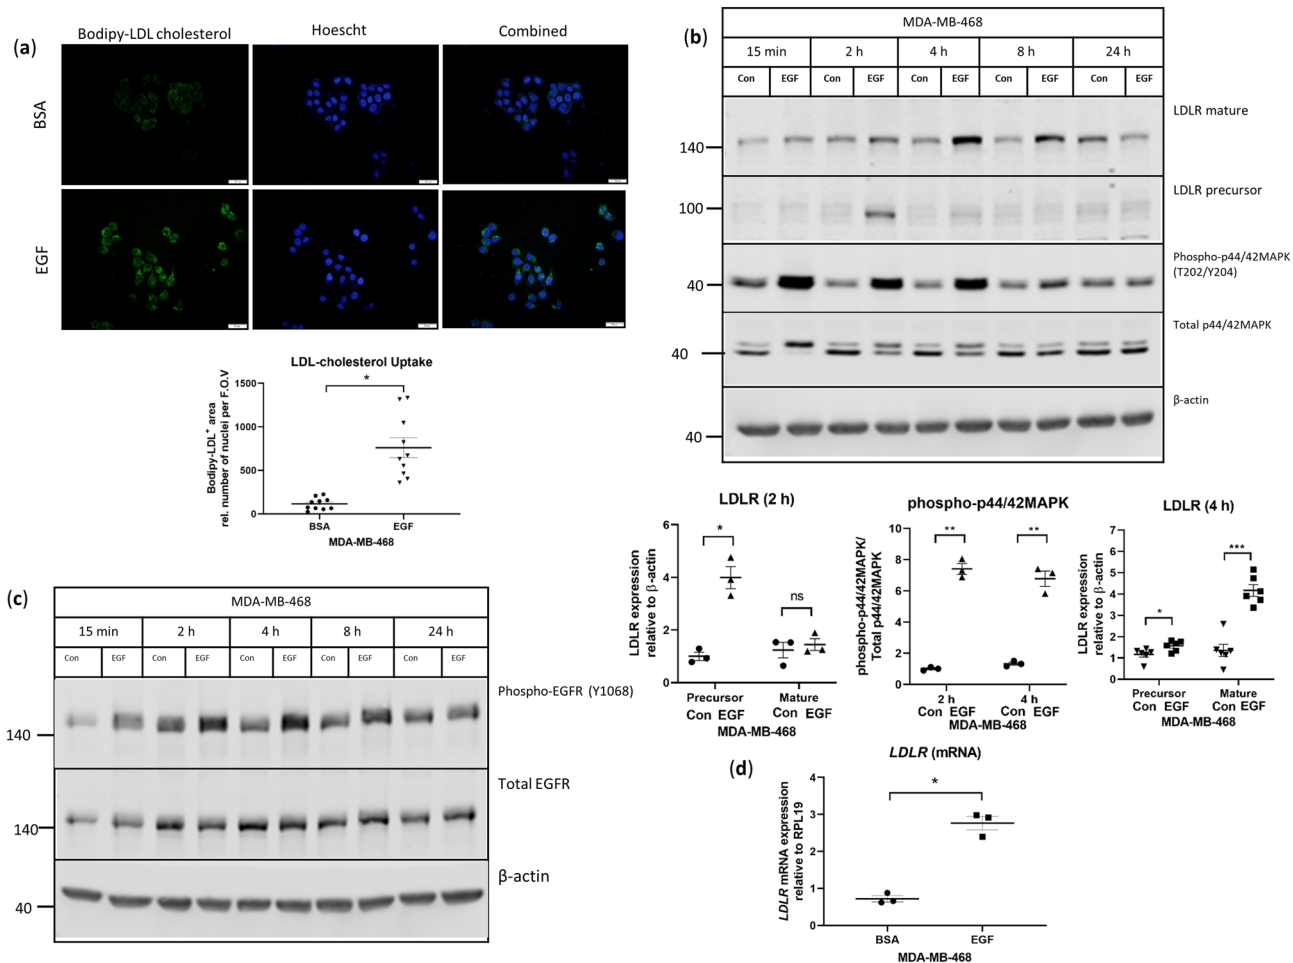 (a)
Bodipy-LDL cholesterol
Hoescht
Combined
BSA
EGF
LDL-cholesterol Uptake
*
Bodipy-LDL⁺ area
rel. number of nuclei per F.O.V
1500
1000
500
0
BSA
EGF
MDA-MB-468
(b)
MDA-MB-468
15 min 2 h 4 h 8 h 24 h
Con EGF Con EGF Con EGF Con EGF Con EGF
LDLR mature
140
LDLR precursor
100
Phospho-p44/42MAPK
(T202/Y204)
40
Total p44/42MAPK
40
β-actin
40
LDLR (2 h)
LDLR expression
relative to β-actin
6
4
2
0
*
ns
Precursor Mature
Con EGF Con EGF
MDA-MB-468
phospho-p44/42MAPK
phospho-p44/42MAPK/
Total p44/42MAPK
10
8
6
4
2
0
** **
2 h 4 h
Con EGF Con EGF
MDA-MB-468
LDLR (4 h)
LDLR expression
relative to β-actin
7
6
5
4
3
2
1
0
*
***
Precursor Mature
Con EGF Con EGF
MDA-MB-468
(c)
MDA-MB-468
15 min 2 h 4 h 8 h 24 h
Con EGF Con EGF Con EGF Con EGF Con EGF
Phospho-EGFR (Y1068)
140
Total EGFR
140
β-actin
40
(d)
LDLR (mRNA)
LDLR mRNA expression
relative to RPL19
4
3
2
1
0
*
BSA EGF
MDA-MB-468